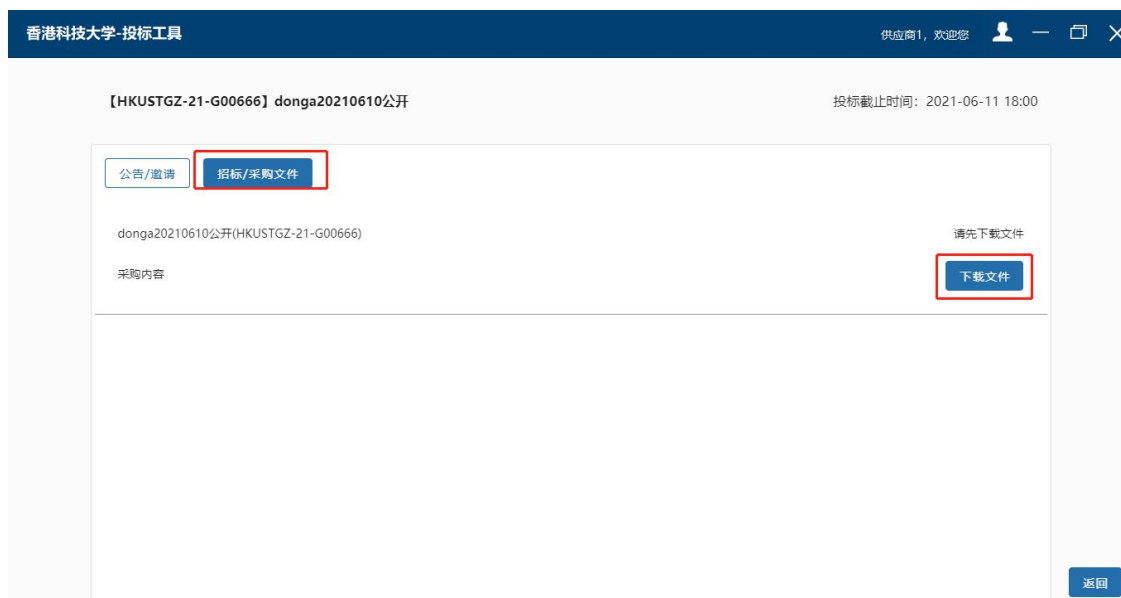 香港科技大学-投标工具
供应商1，欢迎您
【HKUSTGZ-21-G00666】donga20210610公开
投标截止时间：2021-06-11 18:00
公告/邀请
招标/采购文件
donga20210610公开(HKUSTGZ-21-G00666)
请先下载文件
采购内容
下载文件
返回